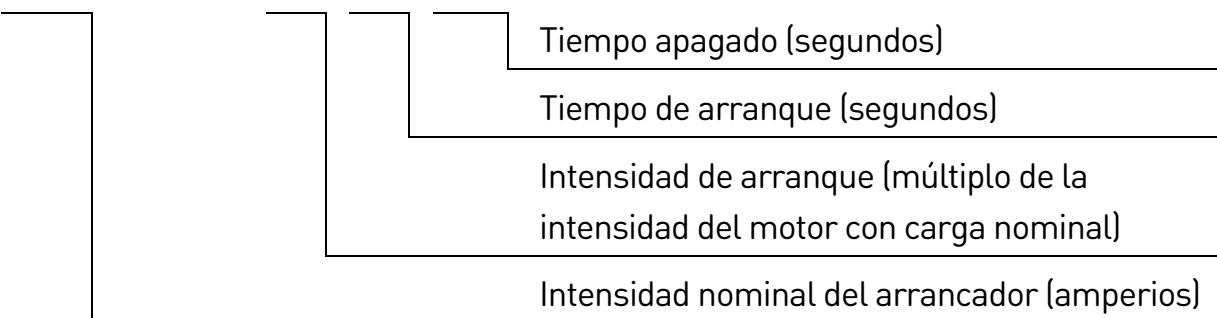 Tiempo apagado (segundos)
Tiempo de arranque (segundos)
Intensidad de arranque (múltiplo de la
intensidad del motor con carga nominal)
Intensidad nominal del arrancador (amperios)